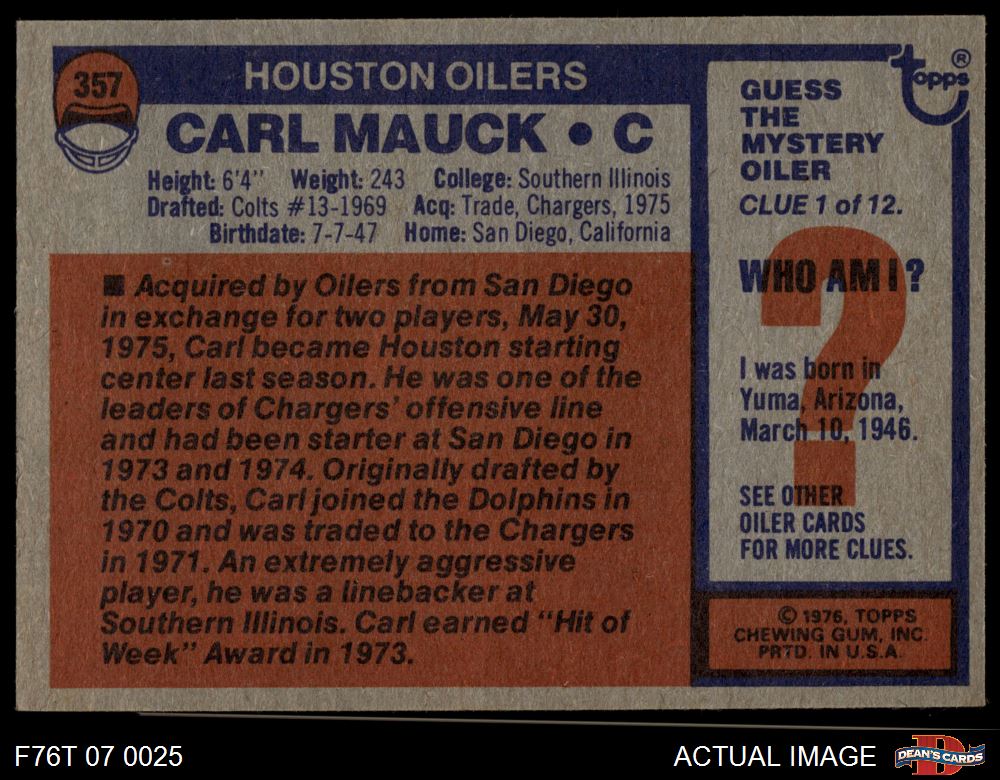 357
HOUSTON OILERS
CARL MAUCK • C
Height: 6'4" Weight: 243 College: Southern Illinois
Drafted: Colts #13-1969 Acq: Trade, Chargers, 1975
Birthdate: 7-7-47 Home: San Diego, California
■ Acquired by Oilers from San Diego
in exchange for two players, May 30,
1975, Carl became Houston starting
center last season. He was one of the
leaders of Chargers' offensive line
and had been starter at San Diego in
1973 and 1974. Originally drafted by
the Colts, Carl joined the Dolphins in
1970 and was traded to the Chargers
in 1971. An extremely aggressive
player, he was a linebacker at
Southern Illinois. Carl earned "Hit of
Week" Award in 1973.
Topps®
GUESS
THE
MYSTERY
OILER
CLUE 1 of 12.
WHO AM I?
?
I was born in
Yuma, Arizona,
March 10, 1946.
SEE OTHER
OILER CARDS
FOR MORE CLUES.
© 1976, TOPPS
CHEWING GUM, INC.
PRTD. IN U.S.A.
F76T 07 0025
ACTUAL IMAGE
D
DEAN'S CARDS